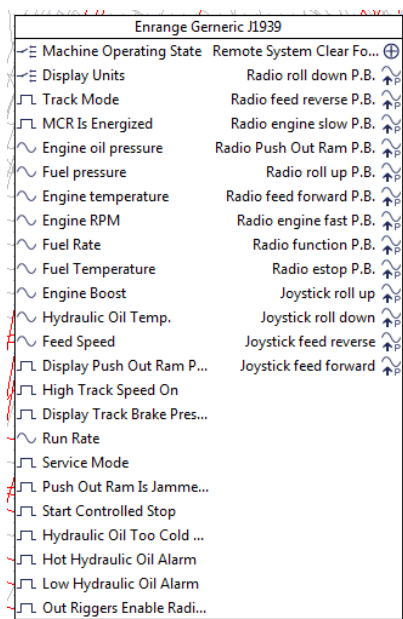 Enrange Gerneric J1939
Machine Operating State Remote System Clear Fo...
Display Units Radio roll down P.B.
Track Mode Radio feed reverse P.B.
MCR Is Energized Radio engine slow P.B.
Engine oil pressure Radio Push Out Ram P.B.
Fuel pressure Radio roll up P.B.
Engine temperature Radio feed forward P.B.
Engine RPM Radio engine fast P.B.
Fuel Rate Radio function P.B.
Fuel Temperature Radio estop P.B.
Engine Boost Joystick roll up
Hydraulic Oil Temp. Joystick roll down
Feed Speed Joystick feed reverse
Display Push Out Ram P... Joystick feed forward
High Track Speed On
Display Track Brake Pres...
Run Rate
Service Mode
Push Out Ram Is Jamme...
Start Controlled Stop
Hydraulic Oil Too Cold ...
Hot Hydraulic Oil Alarm
Low Hydraulic Oil Alarm
Out Riggers Enable Radi...